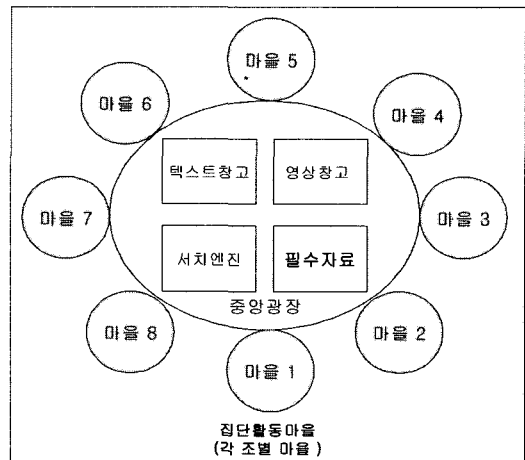 마을 5
마을 6
마을 4
텍스트창고
영상창고
마을 7
마을 3
서치엔진
필수자료
중앙광장
마을 8
마을 2
마을 1
집단활동마을
(각 조별 마을 )